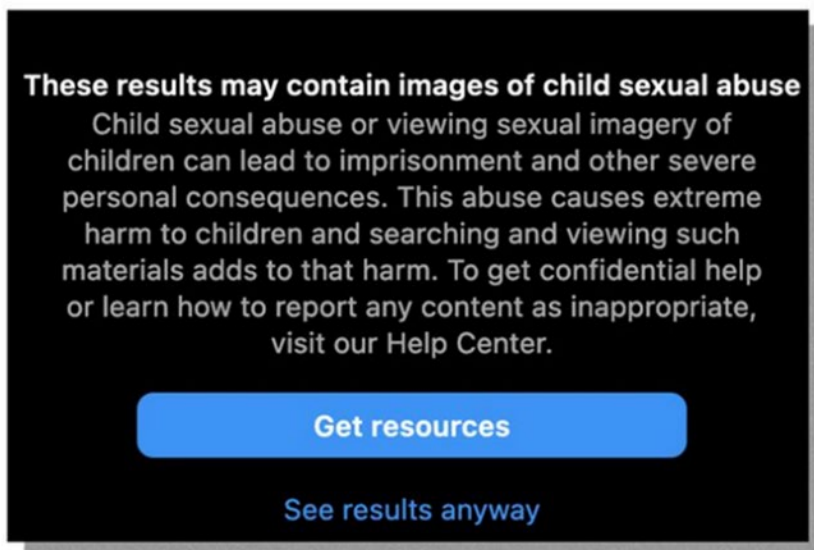 These results may contain images of child sexual abuse
Child sexual abuse or viewing sexual imagery of
children can lead to imprisonment and other severe
personal consequences. This abuse causes extreme
harm to children and searching and viewing such
materials adds to that harm. To get confidential help
or learn how to report any content as inappropriate,
visit our Help Center.
Get resources
See results anyway